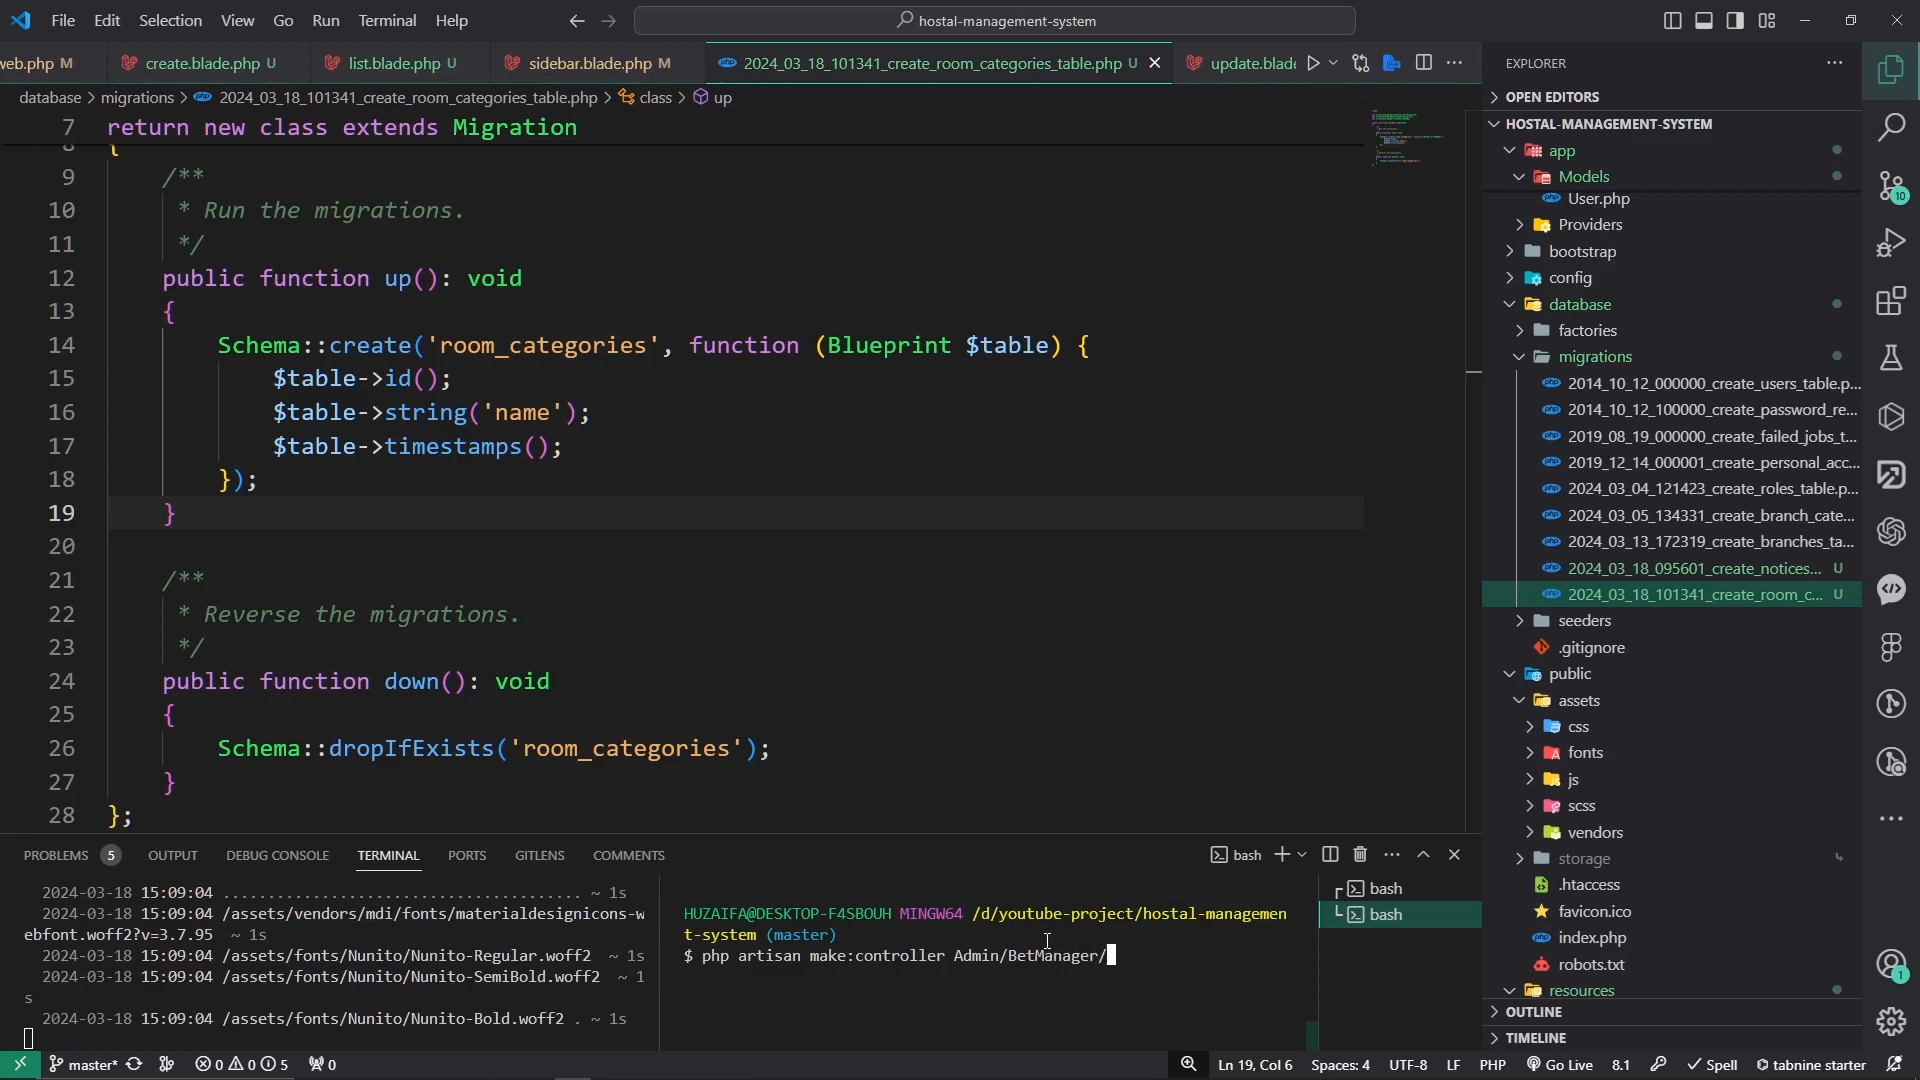 File Edit Selection View Go Run Terminal Help
hostal-management-system
web.php M
create.blade.php U
list.blade.php U
sidebar.blade.php M
2024_03_18_101341_create_room_categories_table.php U
update.blade
database > migrations > 2024_03_18_101341_create_room_categories_table.php > class > up
7 return new class extends Migration
8 {
9 /**
10 * Run the migrations.
11 */
12 public function up(): void
13 {
14 Schema::create('room_categories', function (Blueprint $table) {
15 $table->id();
16 $table->string('name');
17 $table->timestamps();
18 });
19 }
20
21 /**
22 * Reverse the migrations.
23 */
24 public function down(): void
25 {
26 Schema::dropIfExists('room_categories');
27 }
28 };
PROBLEMS 5 OUTPUT DEBUG CONSOLE TERMINAL PORTS GITLENS COMMENTS
bash
2024-03-18 15:09:04 ....................................... ~ 1s
2024-03-18 15:09:04 /assets/vendors/mdi/fonts/materialdesignicons-w
ebfont.woff2?v=3.7.95 ~ 1s
2024-03-18 15:09:04 /assets/fonts/Nunito/Nunito-Regular.woff2 ~ 1s
2024-03-18 15:09:04 /assets/fonts/Nunito/Nunito-SemiBold.woff2 ~ 1
s
2024-03-18 15:09:04 /assets/fonts/Nunito/Nunito-Bold.woff2 . ~ 1s
HUZAIFA@DESKTOP-F4SBOUH MINGW64 /d/youtube-project/hostal-managemen
t-system (master)
$ php artisan make:controller Admin/BetManager/
bash
bash
EXPLORER
OPEN EDITORS
HOSTAL-MANAGEMENT-SYSTEM
app
Models
User.php
Providers
bootstrap
config
database
factories
migrations
2014_10_12_000000_create_users_table.p...
2014_10_12_100000_create_password_re...
2019_08_19_000000_create_failed_jobs_t...
2019_12_14_000001_create_personal_acc...
2024_03_04_121423_create_roles_table.p...
2024_03_05_134331_create_branch_cate...
2024_03_13_172319_create_branches_ta...
2024_03_18_095601_create_notices... U
2024_03_18_101341_create_room_c... U
seeders
.gitignore
public
assets
css
fonts
js
scss
vendors
storage
.htaccess
favicon.ico
index.php
robots.txt
resources
OUTLINE
TIMELINE
10
1
master* 0 0 5 0
Ln 19, Col 6 Spaces: 4 UTF-8 LF PHP Go Live 8.1 Spell tabnine starter